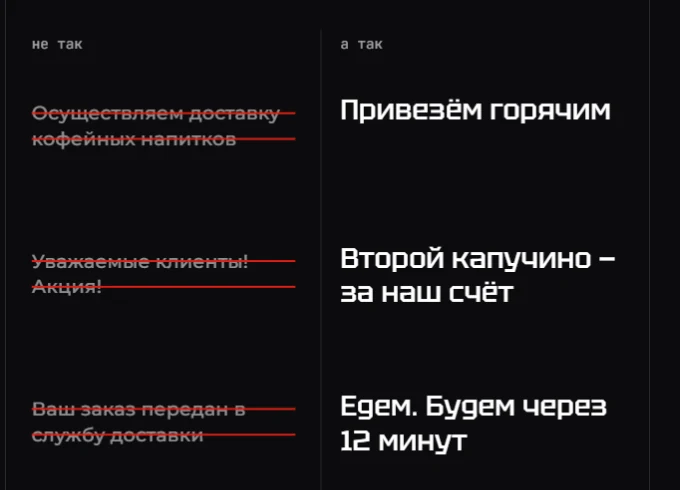 не так
а так
Осуществляем доставку
кофейных напитков
Привезём горячим
Уважаемые клиенты!
Акция!
Второй капучино –
за наш счёт
Ваш заказ передан в
службу доставки
Едем. Будем через
12 минут